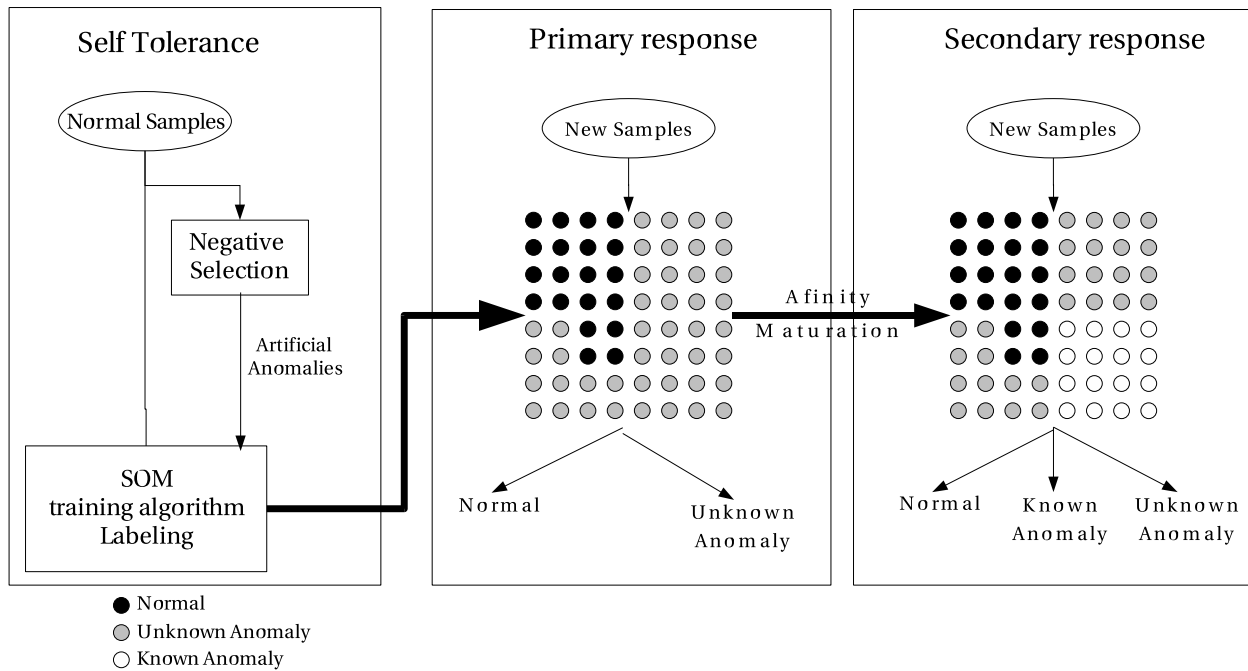 Self Tolerance
Normal Samples
Negative
Selection
Artificial
Anomalies
SOM
training algorithm
Labeling
Primary response
New Samples
Normal
Unknown
Anomaly
Afinity
Maturation
Secondary response
New Samples
Normal
Known
Anomaly
Unknown
Anomaly
Normal
Unknown Anomaly
Known Anomaly